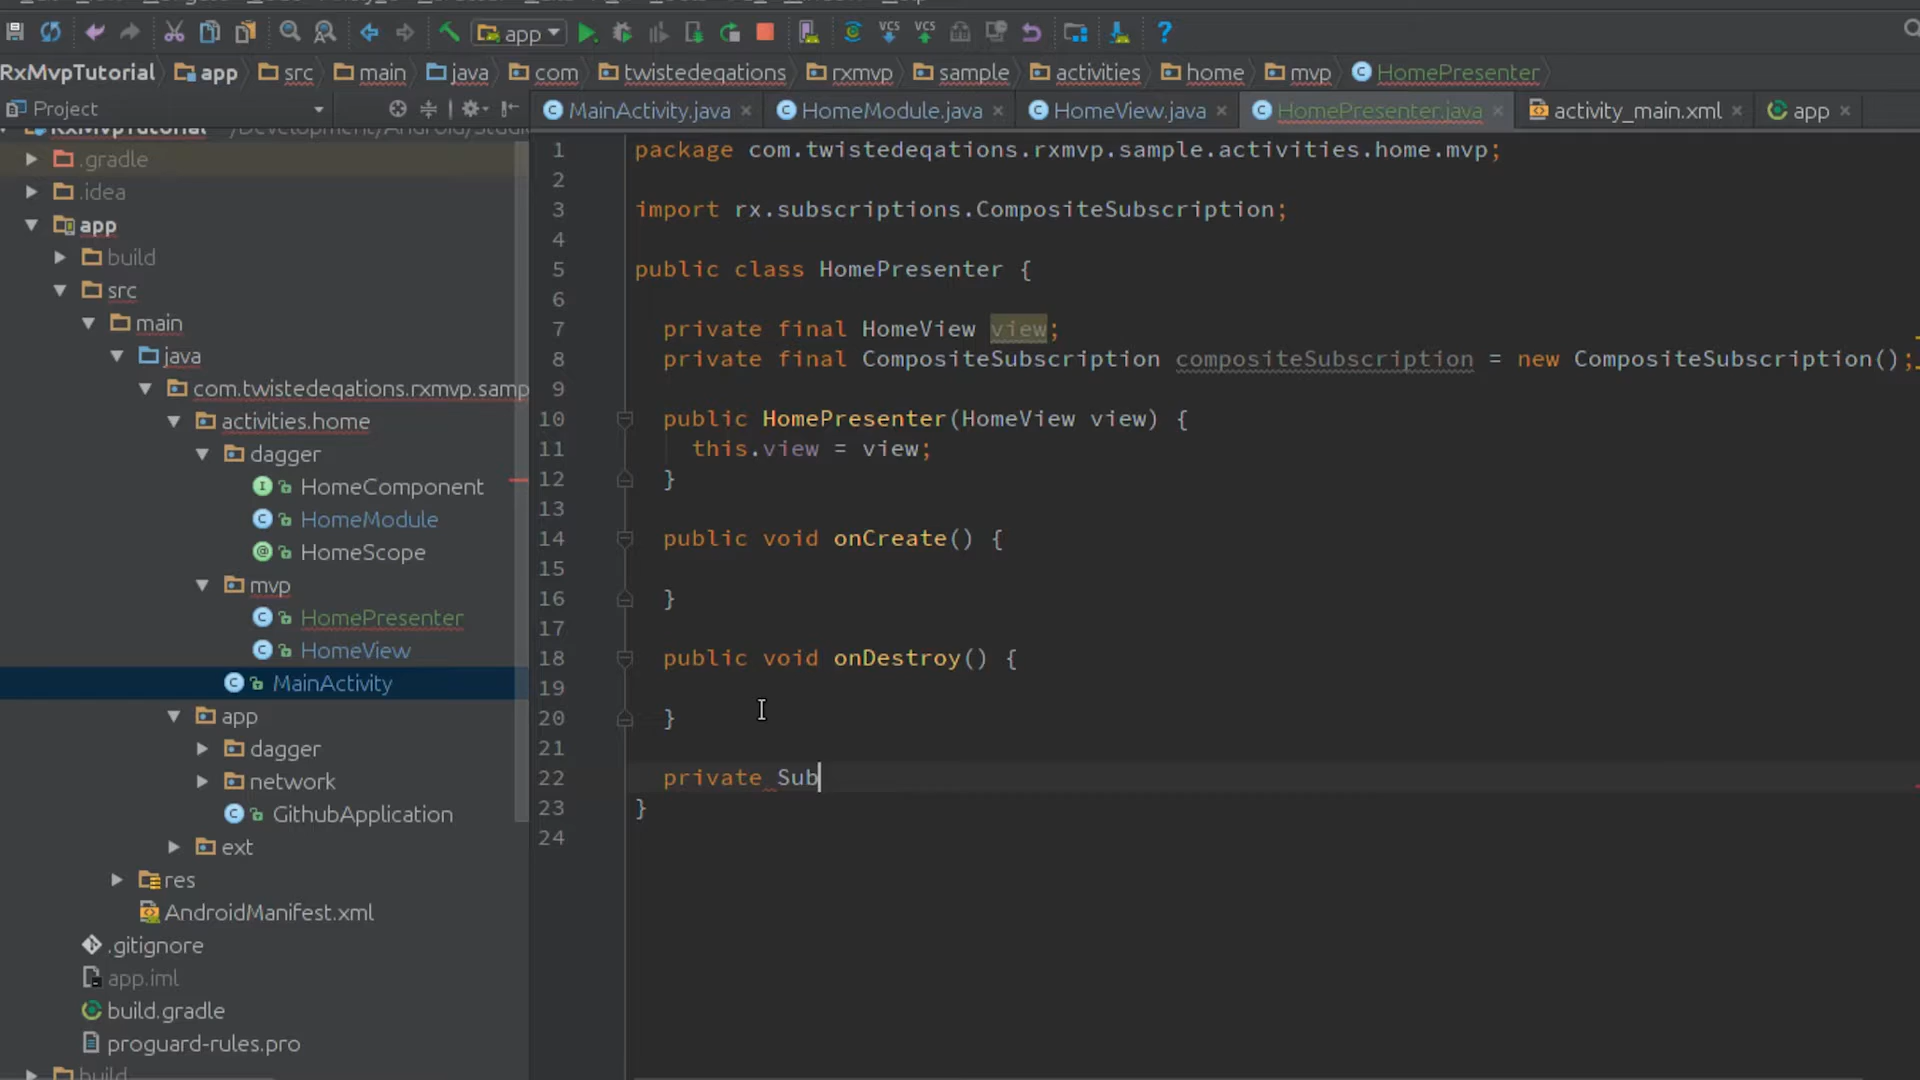 app
RxMvpTutorial app src main java com twistedeqations rxmvp sample activities home mvp HomePresenter
Project
MainActivity.java HomeModule.java HomeView.java HomePresenter.java activity_main.xml app
RxMvpTutorial
.gradle
.idea
app
build
src
main
java
com.twistedeqations.rxmvp.samp
activities.home
dagger
HomeComponent
HomeModule
HomeScope
mvp
HomePresenter
HomeView
MainActivity
app
dagger
network
GithubApplication
ext
res
AndroidManifest.xml
.gitignore
app.iml
build.gradle
proguard-rules.pro
build
1 package com.twistedeqations.rxmvp.sample.activities.home.mvp;
2
3 import rx.subscriptions.CompositeSubscription;
4
5 public class HomePresenter {
6
7 private final HomeView view;
8 private final CompositeSubscription compositeSubscription = new CompositeSubscription();
9
10 public HomePresenter(HomeView view) {
11 this.view = view;
12 }
13
14 public void onCreate() {
15
16 }
17
18 public void onDestroy() {
19
20 }
21
22 private Sub
23 }
24